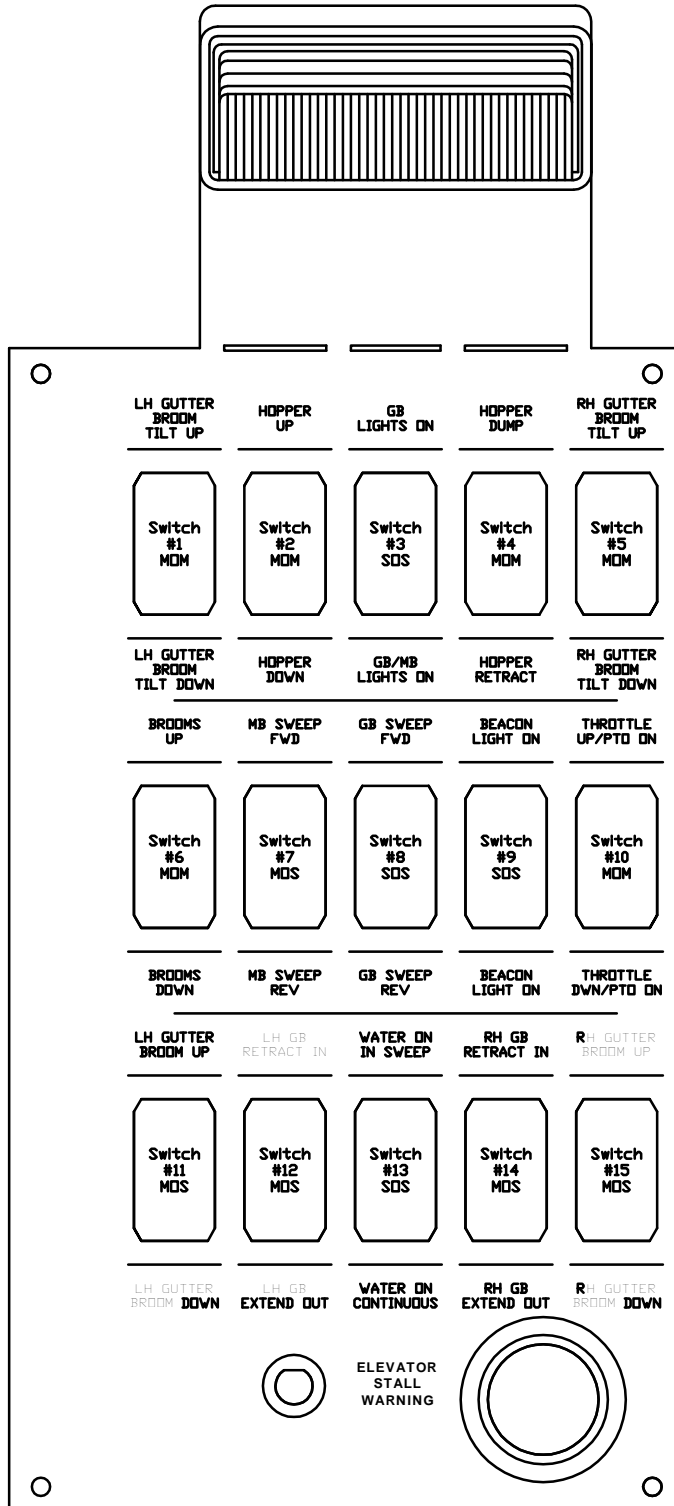 LH GUTTER
BROOM
TILT UP
HOPPER
UP
GB
LIGHTS ON
HOPPER
DUMP
RH GUTTER
BROOM
TILT UP
Switch
#1
MOM
Switch
#2
MOM
Switch
#3
SOS
Switch
#4
MOM
Switch
#5
MOM
LH GUTTER
BROOM
TILT DOWN
HOPPER
DOWN
GB/MB
LIGHTS ON
HOPPER
RETRACT
RH GUTTER
BROOM
TILT DOWN
BROOMS
UP
MB SWEEP
FWD
GB SWEEP
FWD
BEACON
LIGHT ON
THROTTLE
UP/PTO ON
Switch
#6
MOM
Switch
#7
MOS
Switch
#8
SOS
Switch
#9
SOS
Switch
#10
MOM
BROOMS
DOWN
MB SWEEP
REV
GB SWEEP
REV
BEACON
LIGHT ON
THROTTLE
DWN/PTO ON
LH GUTTER
BROOM UP
LH GB
RETRACT IN
WATER ON
IN SWEEP
RH GB
RETRACT IN
RH GUTTER
BROOM UP
Switch
#11
MOS
Switch
#12
MOS
Switch
#13
SOS
Switch
#14
MOS
Switch
#15
MOS
LH GUTTER
BROOM DOWN
LH GB
EXTEND OUT
WATER ON
CONTINUOUS
RH GB
EXTEND OUT
RH GUTTER
BROOM DOWN
ELEVATOR
STALL
WARNING